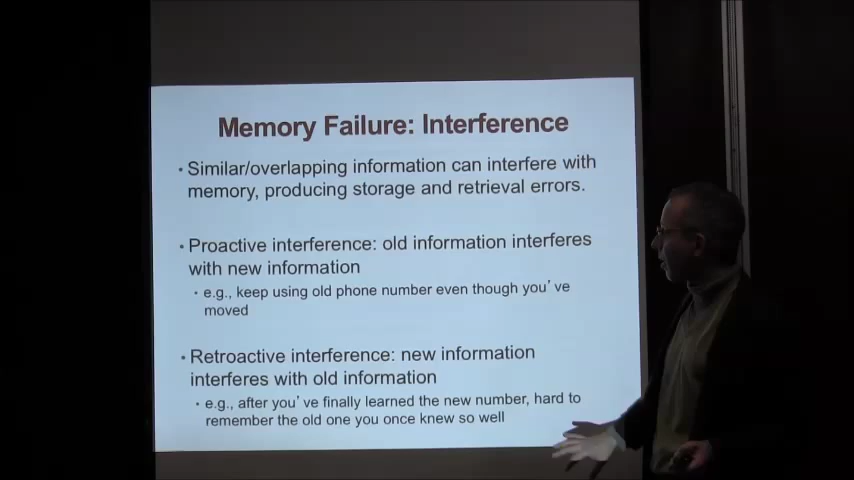 Memory Failure: Interference
• Similar/overlapping information can interfere with
memory, producing storage and retrieval errors.
• Proactive interference: old information interferes
with new information
• e.g., keep using old phone number even though you've
moved
• Retroactive interference: new information
interferes with old information
• e.g., after you've finally learned the new number, hard to
remember the old one you once knew so well